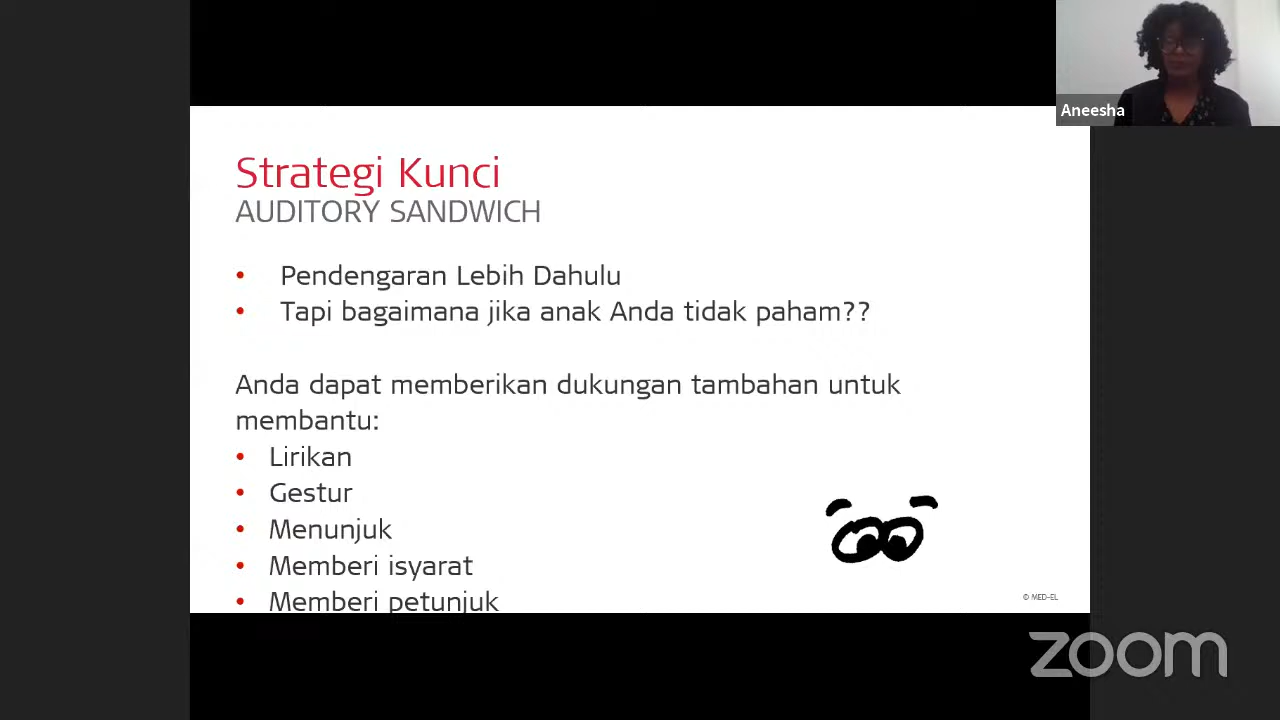 Aneesha
Strategi Kunci
AUDITORY SANDWICH
• Pendengaran Lebih Dahulu
• Tapi bagaimana jika anak Anda tidak paham??
Anda dapat memberikan dukungan tambahan untuk
membantu:
• Lirikan
• Gestur
• Menunjuk
• Memberi isyarat
• Memberi petunjuk
© MED-EL
zoom